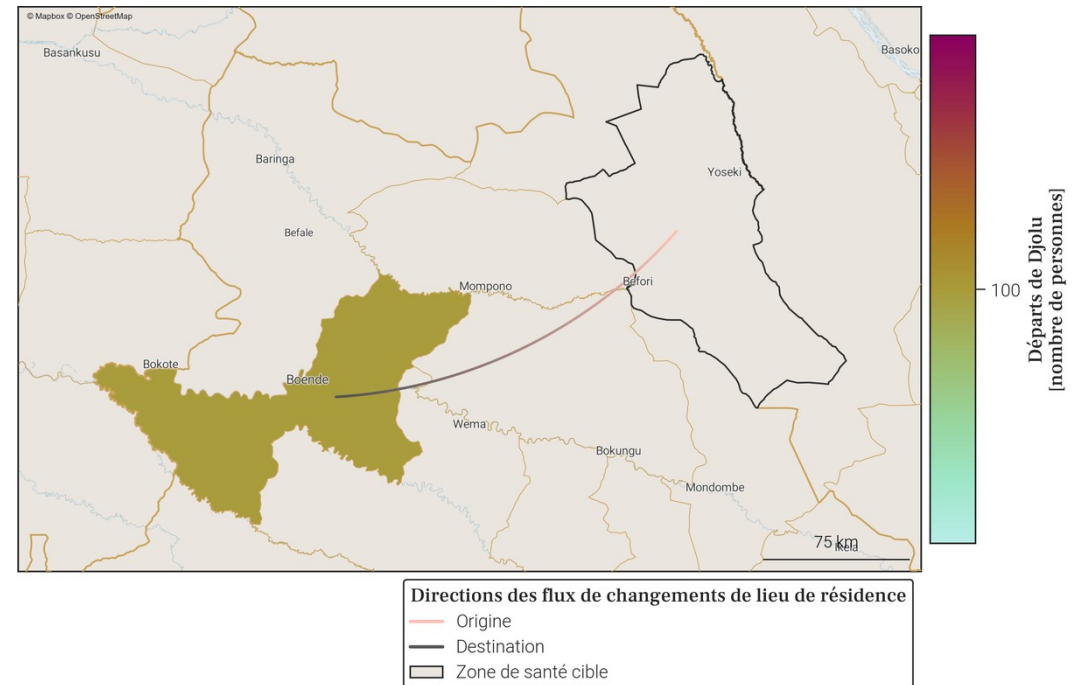 © Mapbox © OpenStreetMap
Basankusu
Basoko
Baringa
Yoseki
Befale
Befori
Mompono
Bokote
Boende
Wema
Bokungu
Mondombe
75 km
Ikela
100
Départs de Djolu
[nombre de personnes]
Directions des flux de changements de lieu de résidence
Origine
Destination
Zone de santé cible